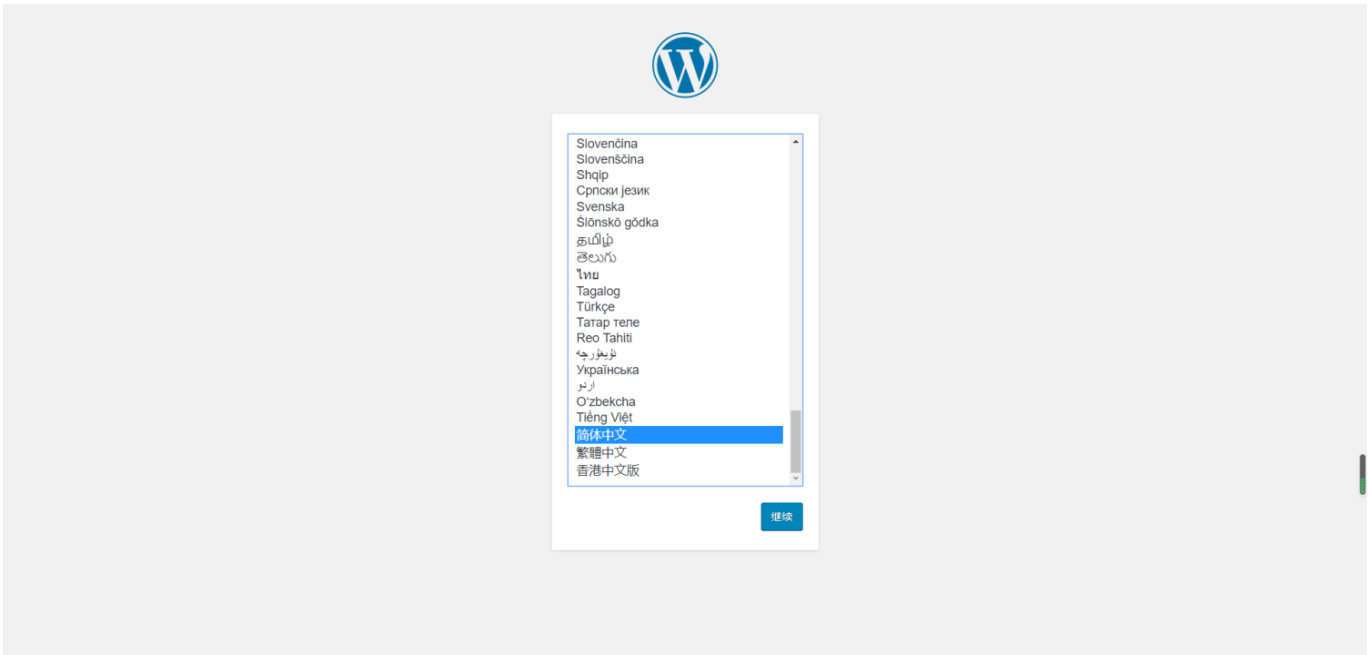 Slovenčina
Slovenščina
Shqip
Српски језик
Svenska
Ślōnskŏ gŏdka
தமிழ்
తెలుగు
ไทย
Tagalog
Türkçe
Татар теле
Reo Tahiti
ئۇيغۇرچە
Українська
اردو
O‘zbekcha
Tiếng Việt
简体中文
繁體中文
香港中文版
继续